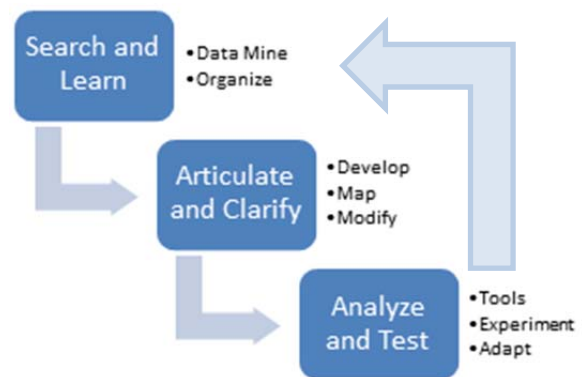 Search and
Learn
•Data Mine
•Organize
Articulate
and Clarify
•Develop
•Map
•Modify
Analyze
and Test
•Tools
•Experiment
•Adapt